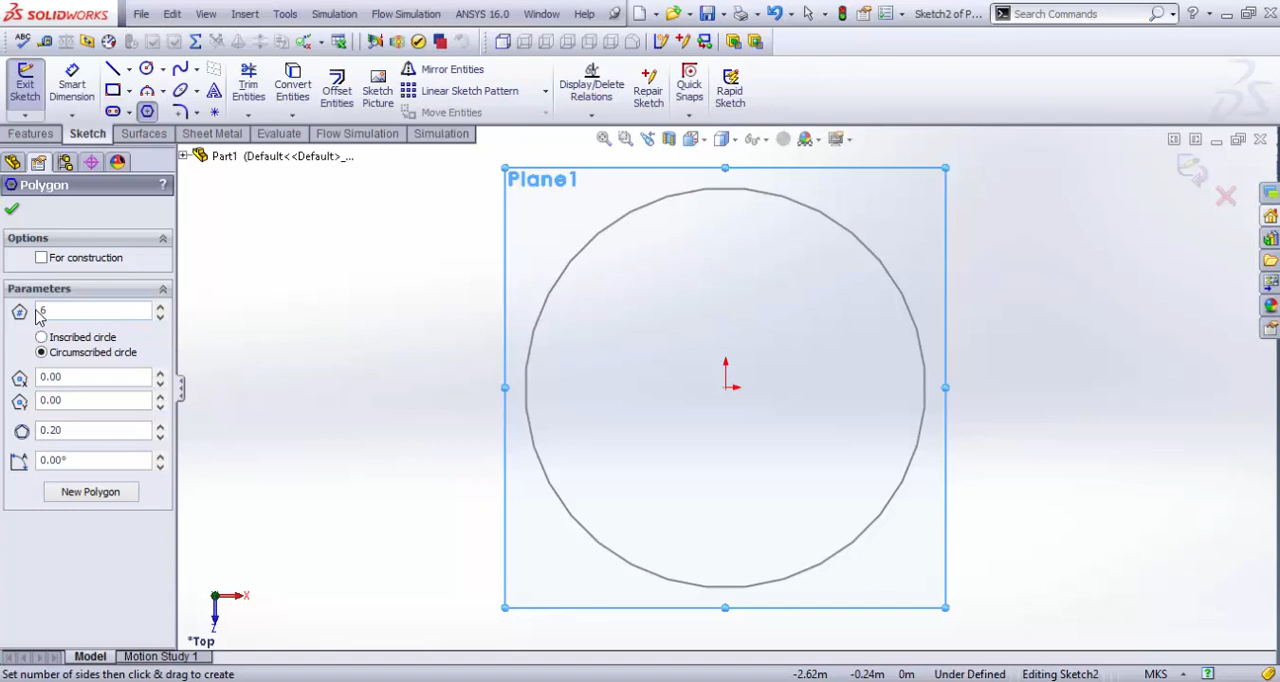 SOLIDWORKS File Edit View Insert Tools Simulation Flow Simulation ANSYS 16.0 Window Help Sketch2 of P... Search Commands
Exit Sketch
Smart Dimension
Trim Entities
Convert Entities
Offset Entities
Sketch Picture
Mirror Entities
Linear Sketch Pattern
Move Entities
Display/Delete Relations
Repair Sketch
Quick Snaps
Rapid Sketch
Features Sketch Surfaces Sheet Metal Evaluate Flow Simulation Simulation
Part1 (Default<<Default>_...
Polygon ?
Options
For construction
Parameters
6
Inscribed circle
Circumscribed circle
0.00
0.00
0.20
0.00°
New Polygon
Plane1
X
Z
*Top
Model Motion Study 1
Set number of sides then click & drag to create -2.62m -0.24m 0m Under Defined Editing Sketch2 MKS